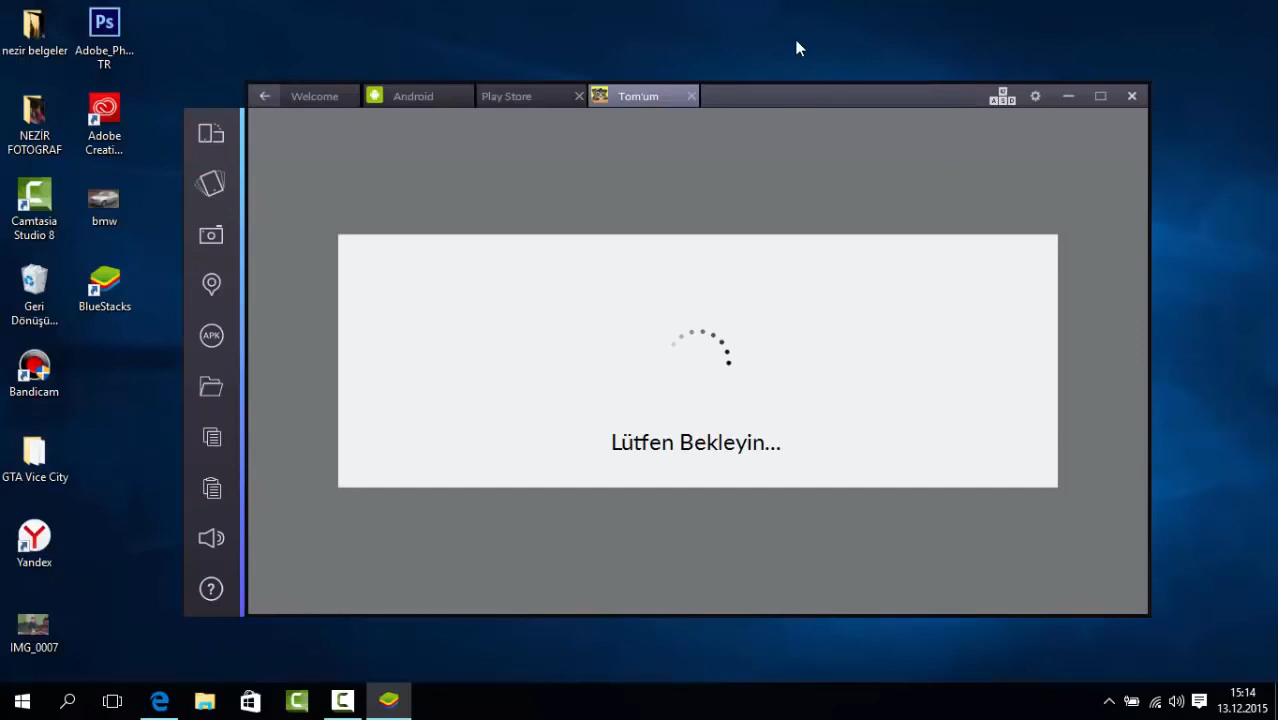 nezir belgeler
Adobe_Ph...
TR
NEZİR
FOTOGRAF
Adobe
Creati...
Camtasia
Studio 8
bmw
Geri
Dönüşü...
BlueStacks
Bandicam
GTA Vice City
Yandex
IMG_0007
Welcome
Android
Play Store
Tom'um
APK
Lütfen Bekleyin...
15:14
13.12.2015